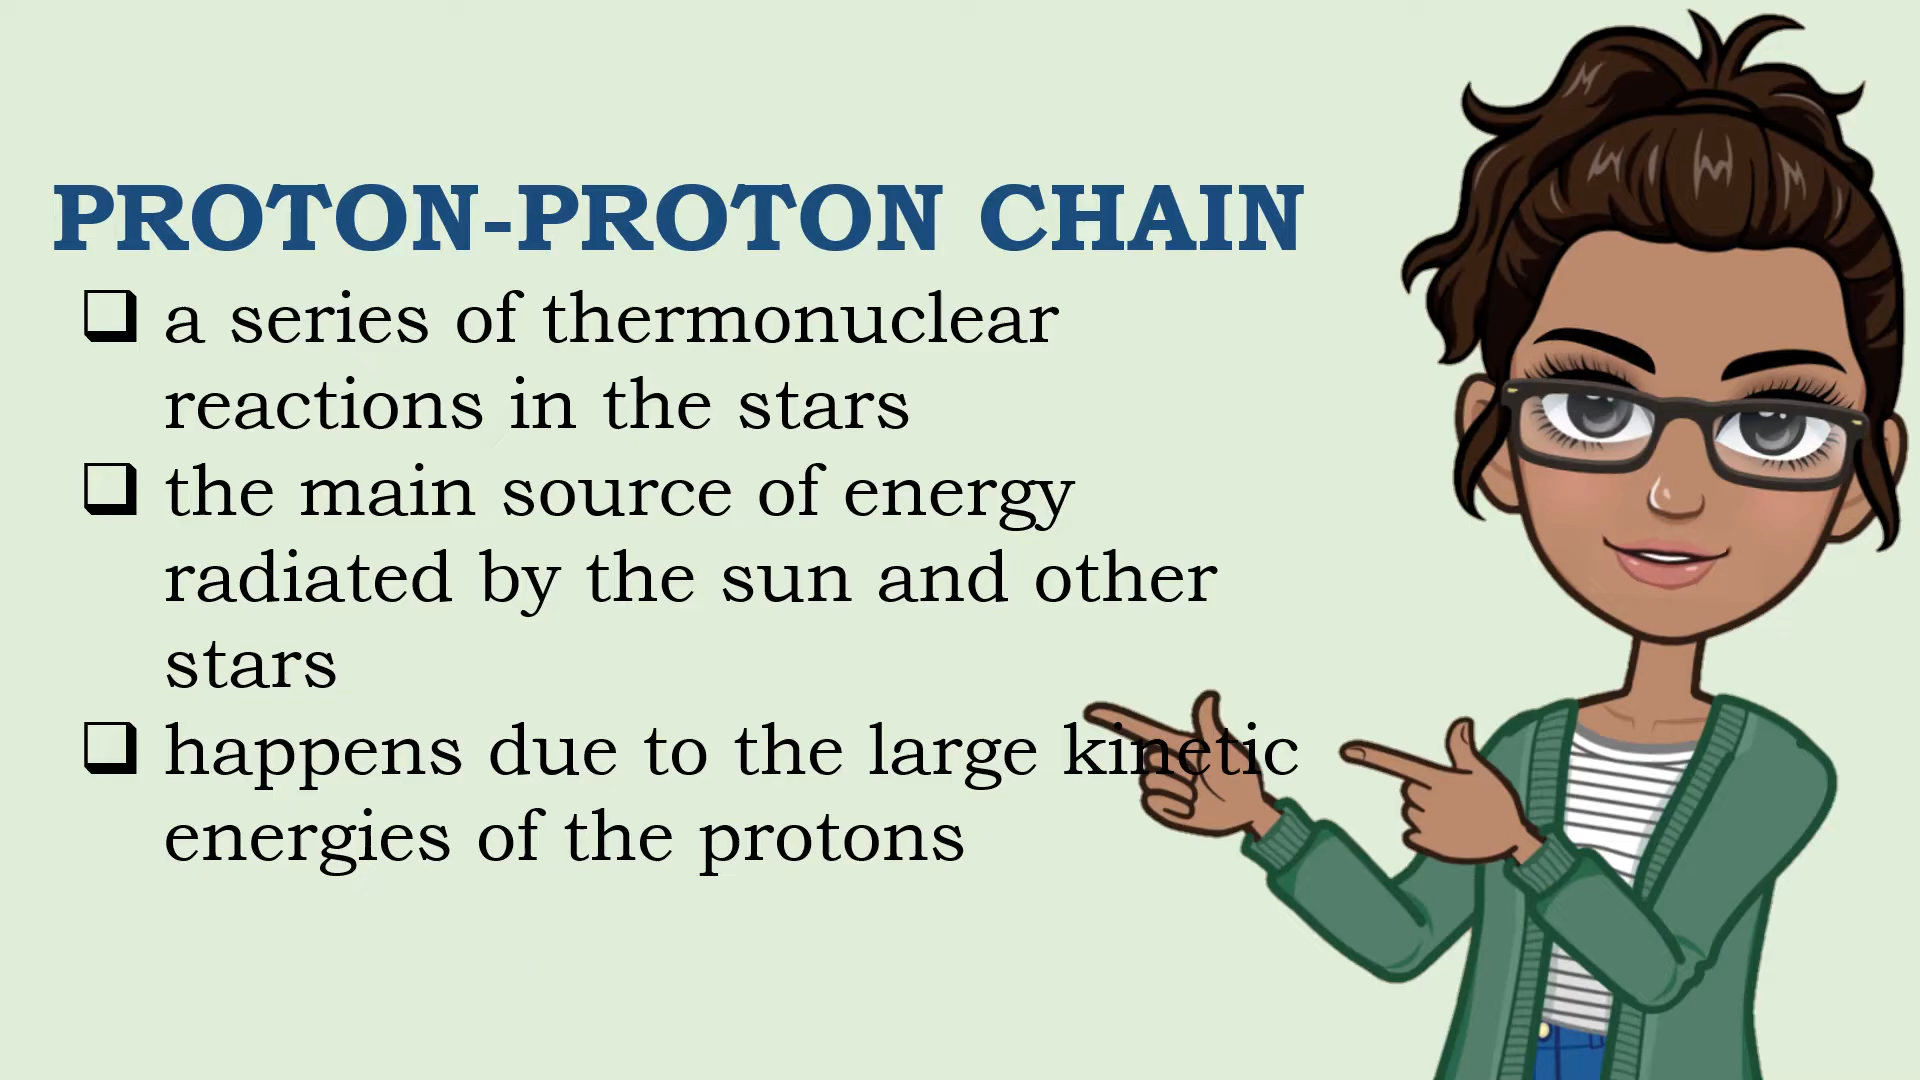 PROTON-PROTON CHAIN
a series of thermonuclear
reactions in the stars
the main source of energy
radiated by the sun and other
stars
happens due to the large kinetic
energies of the protons